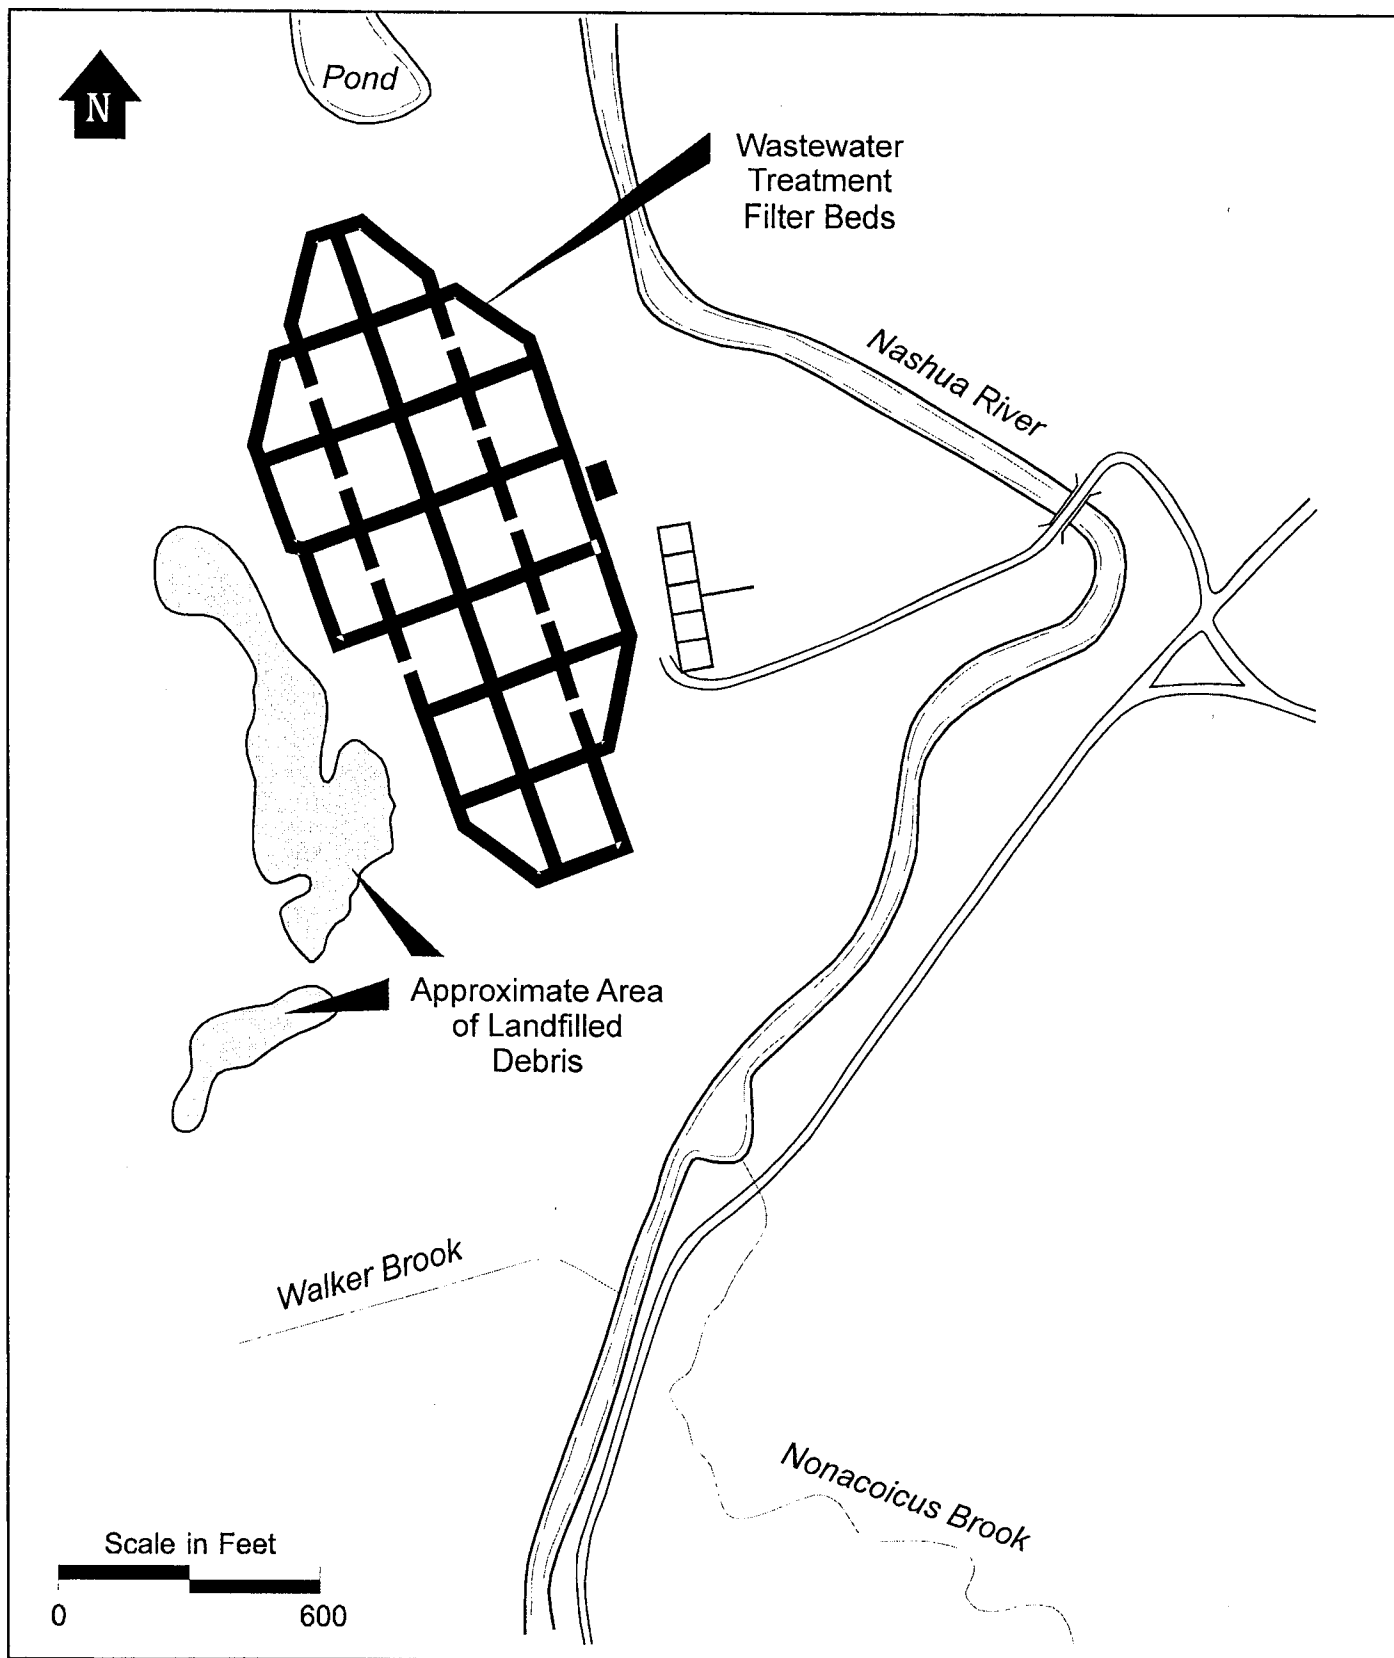 Pond
N
Wastewater
Treatment
Filter Beds
Nashua River
Approximate Area
of Landfilled
Debris
Walker Brook
Nonacoicus Brook
Scale in Feet
0 600